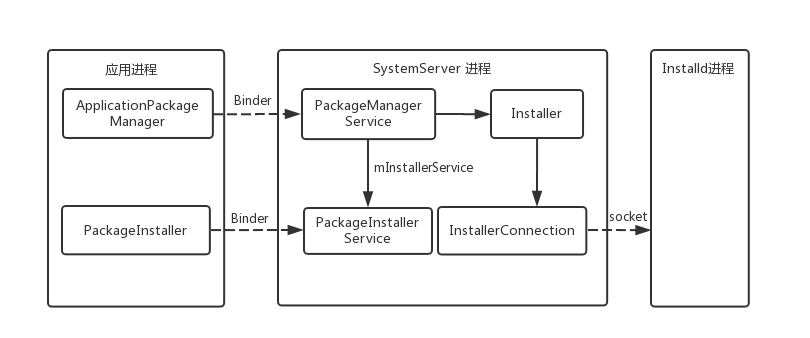 应用进程
ApplicationPackage
Manager
PackageInstaller
Binder
Binder
SystemServer 进程
PackageManager
Service
Installer
mInstallerService
PackageInstaller
Service
InstallerConnection
socket
Installd进程